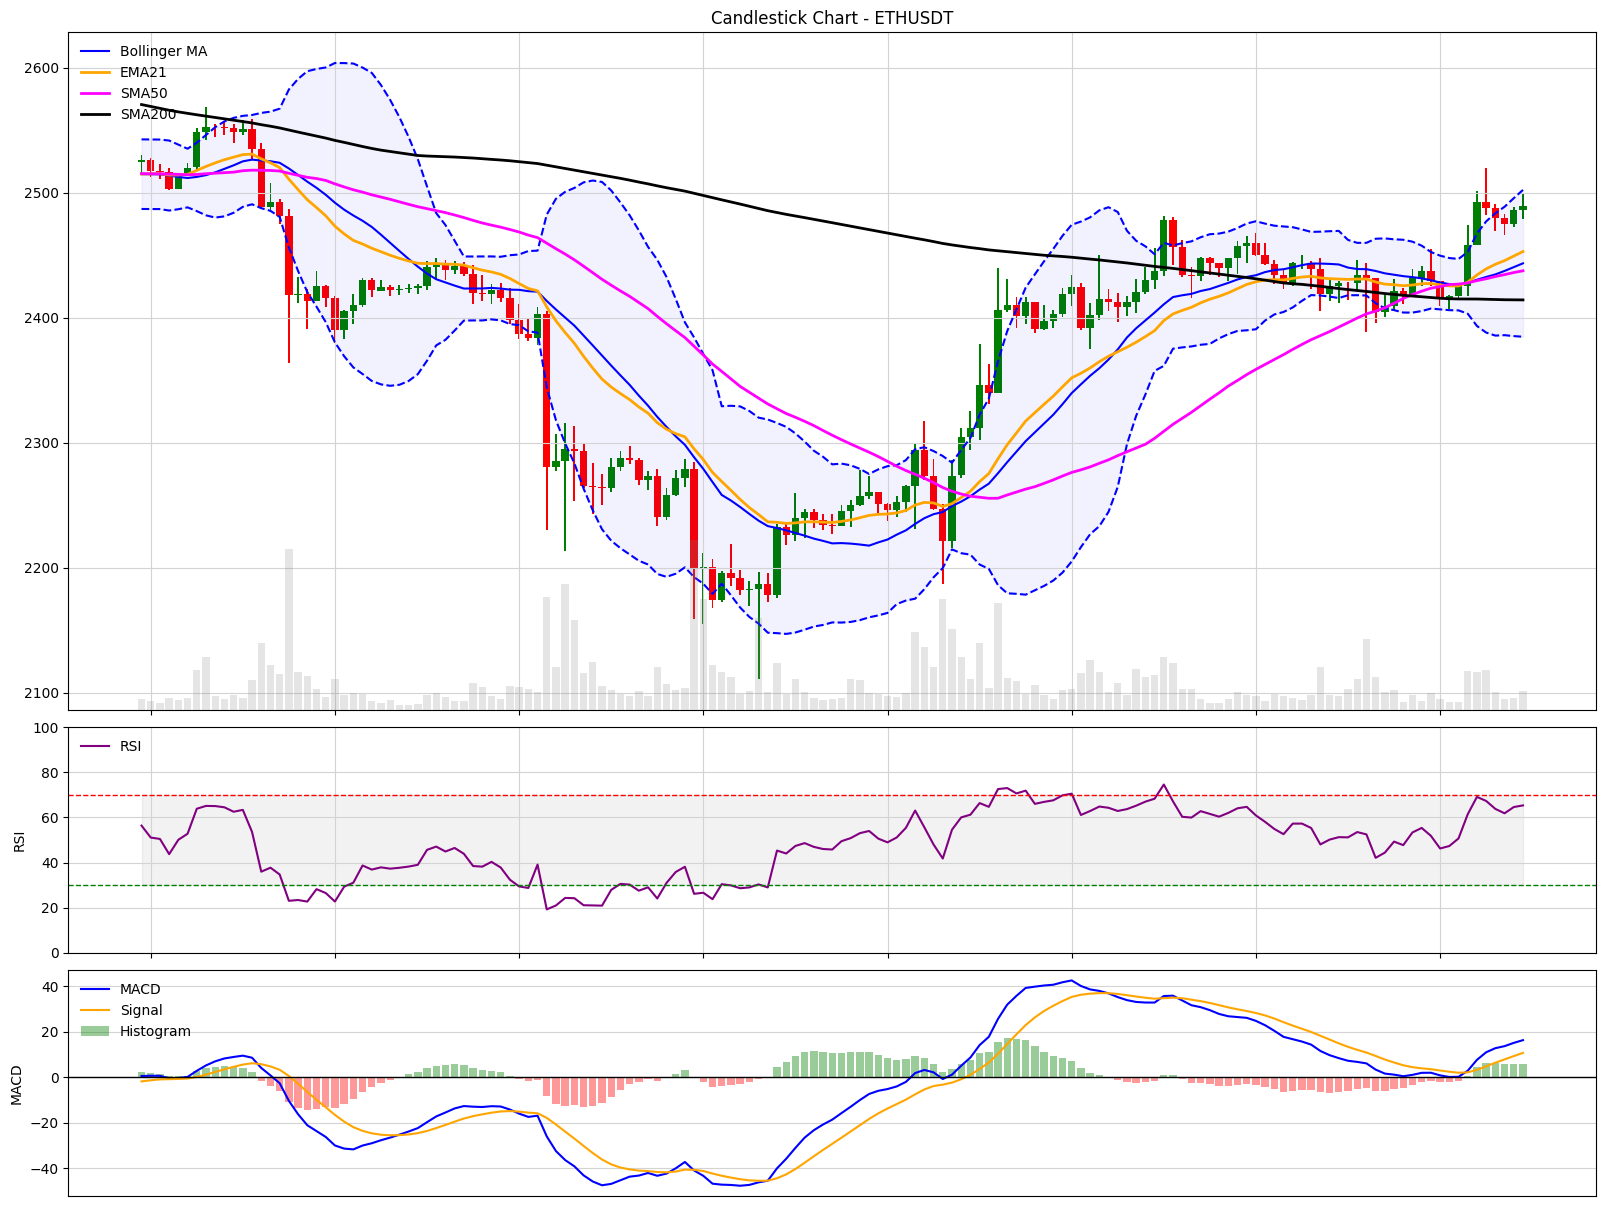 Candlestick Chart - ETHUSDT
Bollinger MA
EMA21
SMA50
SMA200
2600
2500
2400
2300
2200
2100
RSI
100
80
60
40
20
0
RSI
MACD
Signal
Histogram
40
20
0
−20
−40
MACD